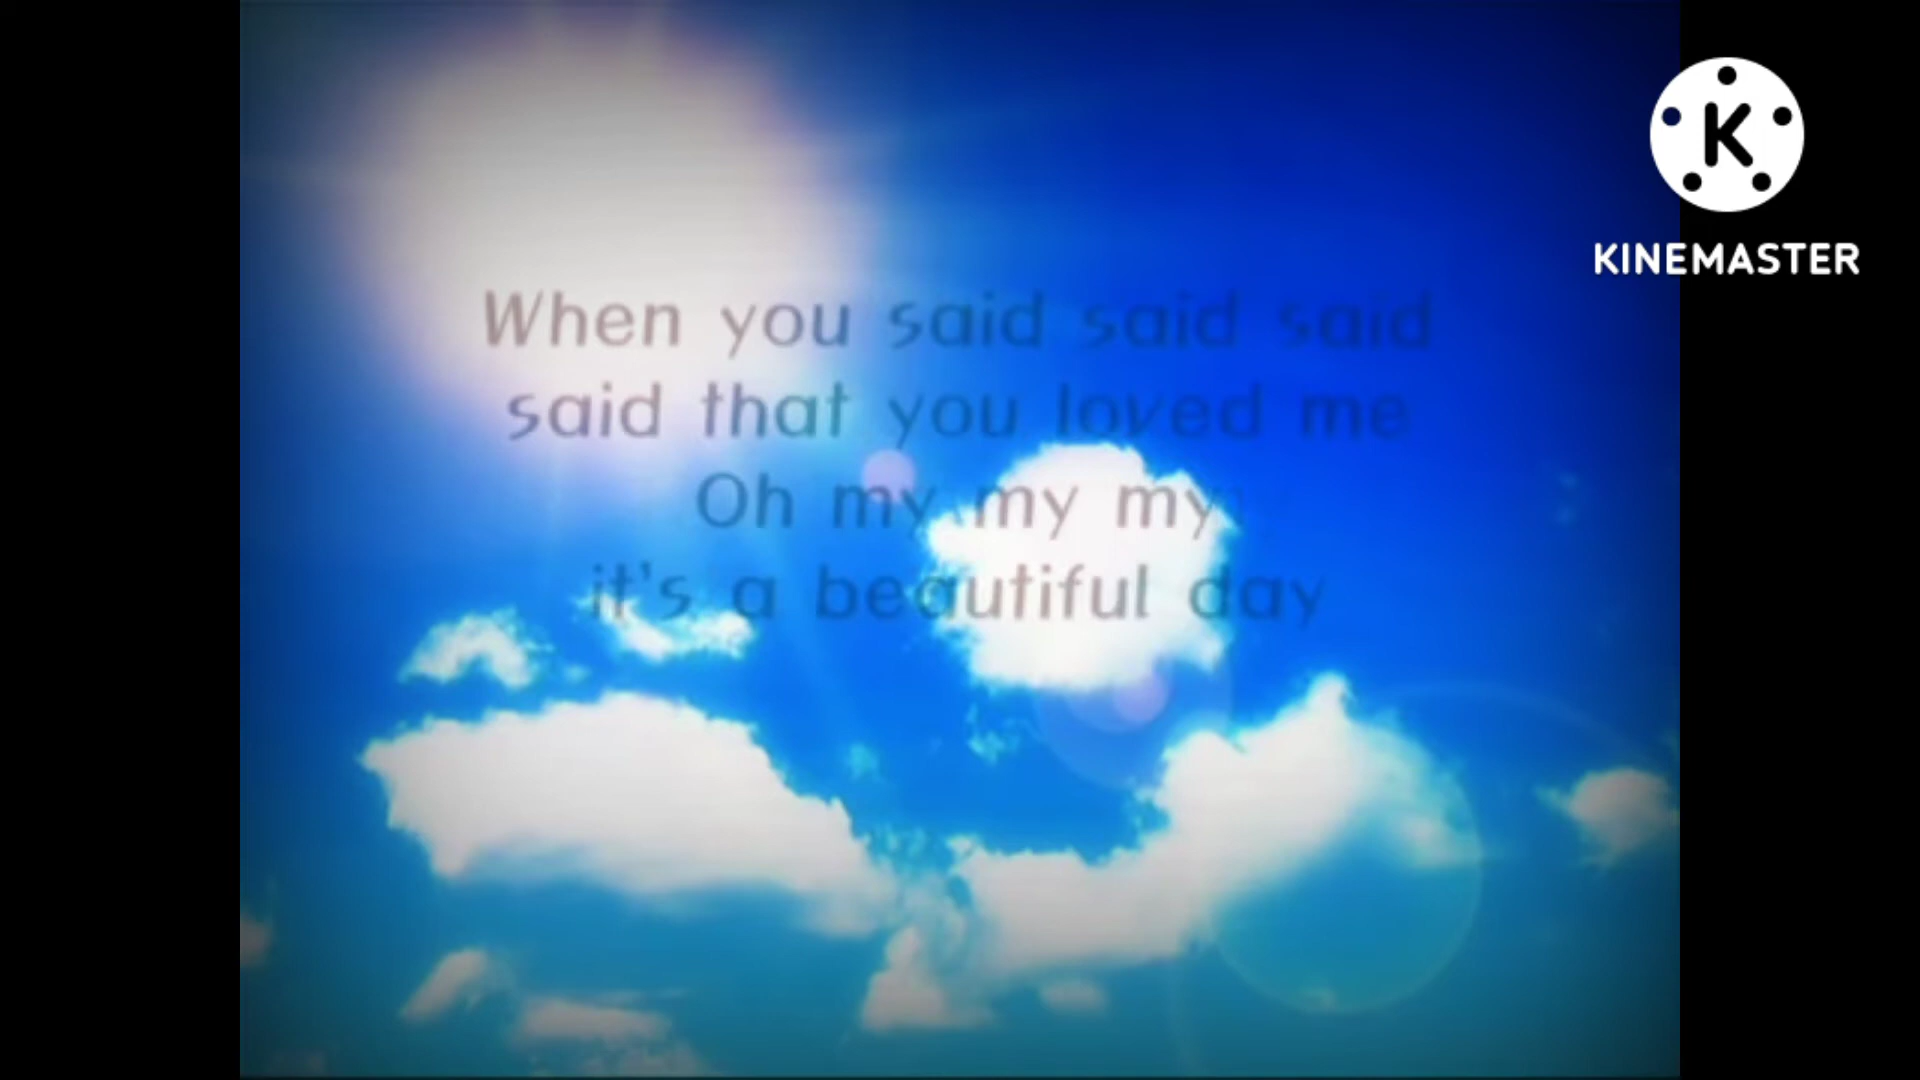 When you said said said
said that you loved me
Oh my my my
it's a beautiful day
K
KINEMASTER